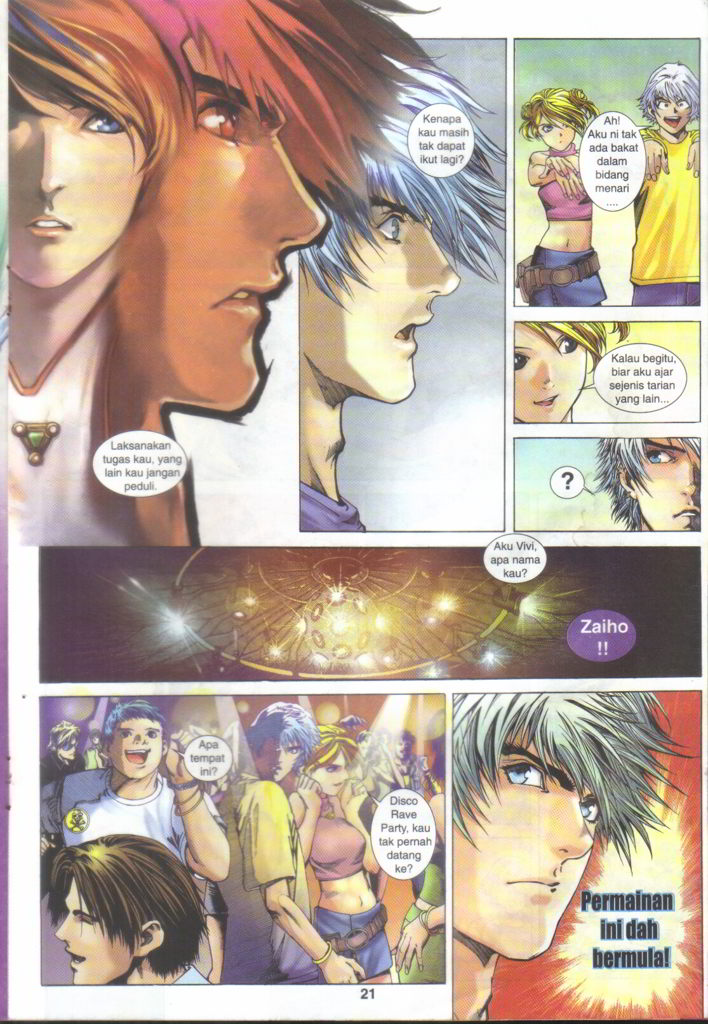 Kenapa
kau masih
tak dapat
ikut lagi?
Laksanakan
tugas kau, yang
lain kau jangan
peduli.
Ah!
Aku ni tak
ada bakat
dalam
bidang
menari
....
Kalau begitu,
biar aku ajar
sejenis tarian
yang lain...
?
Aku Vivi,
apa nama
kau?
Zaiho
!!
Apa
tempat
ini?
Disco
Rave
Party, kau
tak pernah
datang
ke?
Permainan
ini dah
bermula!
21